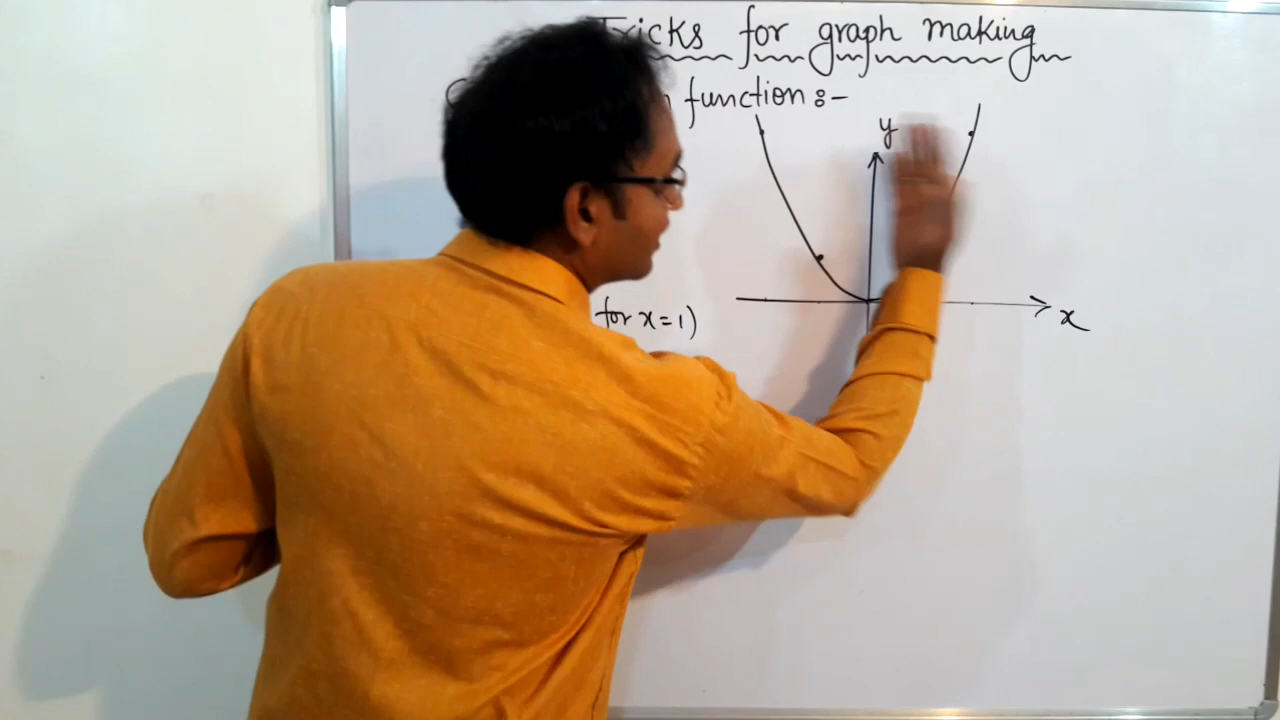 Tricks for graph making
function :-
y
for x = 1)
x